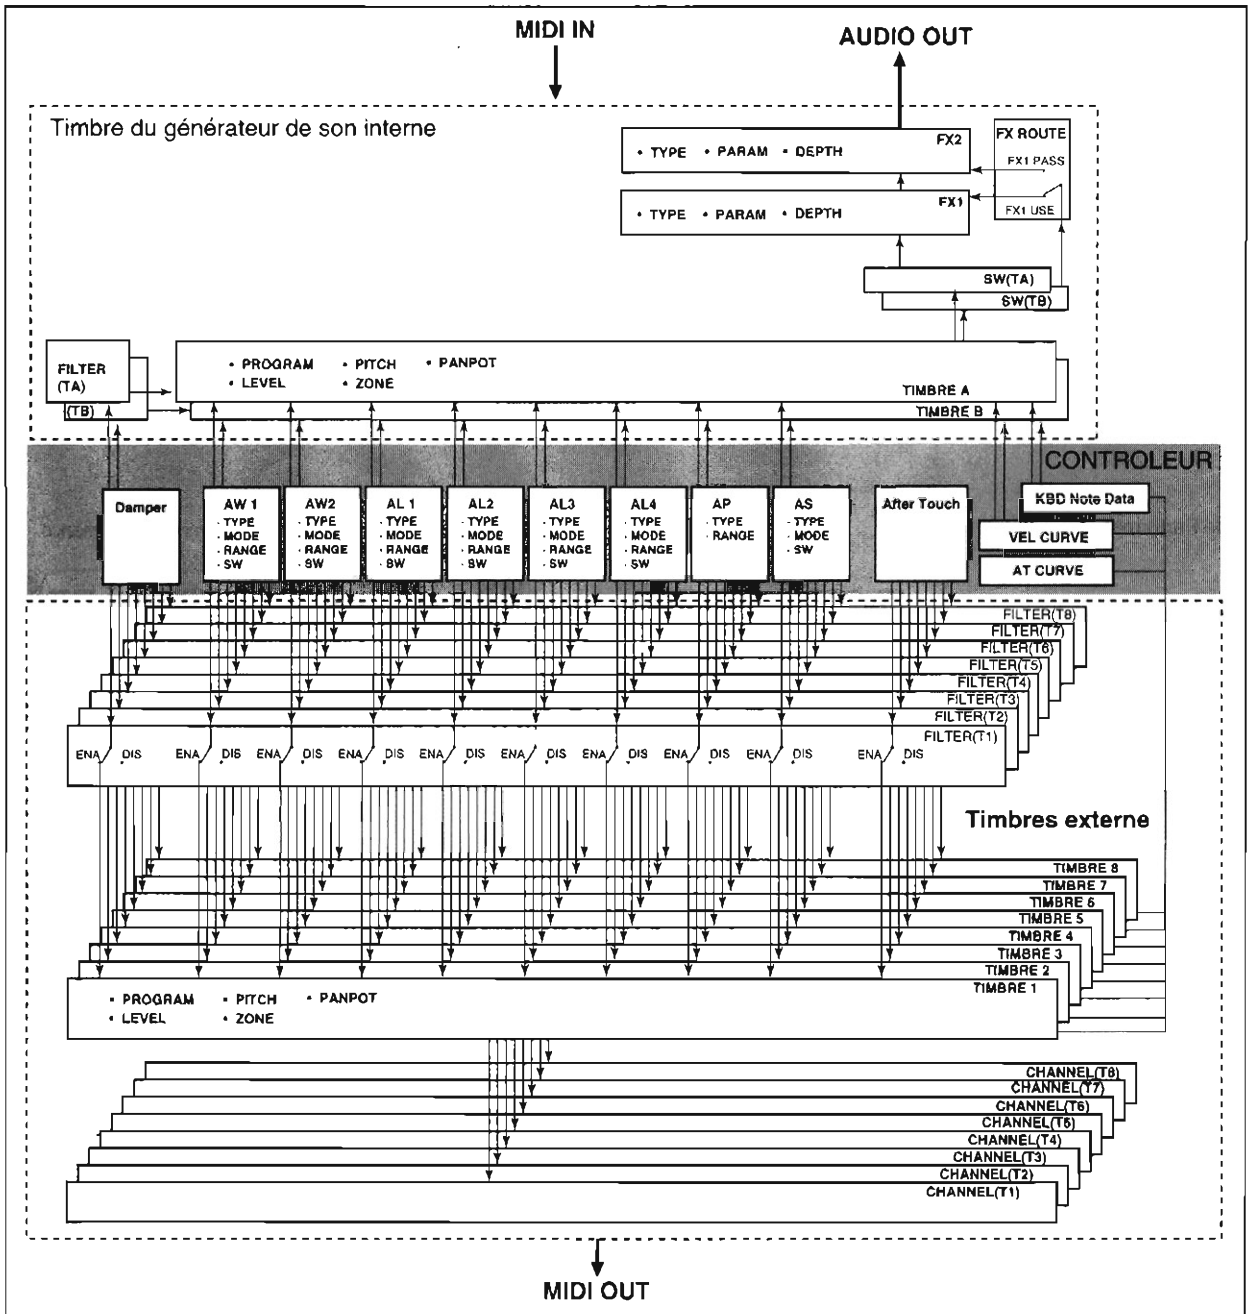 MIDI IN
AUDIO OUT
Timbre du générateur de son interne
• TYPE • PARAM • DEPTH FX2
FX ROUTE
FX1 PASS
• TYPE • PARAM • DEPTH FX1
FX1 USE
SW(TA)
SW(TB)
FILTER
(TA)
(TB)
• PROGRAM • PITCH • PANPOT
• LEVEL • ZONE
TIMBRE A
TIMBRE B
CONTROLEUR
Damper
AW 1
· TYPE
· MODE
· RANGE
· SW
AW2
· TYPE
· MODE
· RANGE
· SW
AL 1
· TYPE
· MODE
· RANGE
· SW
AL2
· TYPE
· MODE
· RANGE
· SW
AL3
· TYPE
· MODE
· RANGE
· SW
AL4
· TYPE
· MODE
· RANGE
· SW
AP
· TYPE
· RANGE
AS
· TYPE
· MODE
· SW
After Touch
KBD Note Data
VEL CURVE
AT CURVE
FILTER(T8)
FILTER(T7)
FILTER(T6)
FILTER(T5)
FILTER(T4)
FILTER(T3)
FILTER(T2)
FILTER(T1)
ENA DIS ENA DIS ENA DIS ENA DIS ENA DIS ENA DIS ENA DIS ENA DIS ENA DIS ENA DIS
Timbres externe
TIMBRE 8
TIMBRE 7
TIMBRE 6
TIMBRE 5
TIMBRE 4
TIMBRE 3
TIMBRE 2
TIMBRE 1
• PROGRAM • PITCH • PANPOT
• LEVEL • ZONE
CHANNEL(T8)
CHANNEL(T7)
CHANNEL(T6)
CHANNEL(T5)
CHANNEL(T4)
CHANNEL(T3)
CHANNEL(T2)
CHANNEL(T1)
MIDI OUT